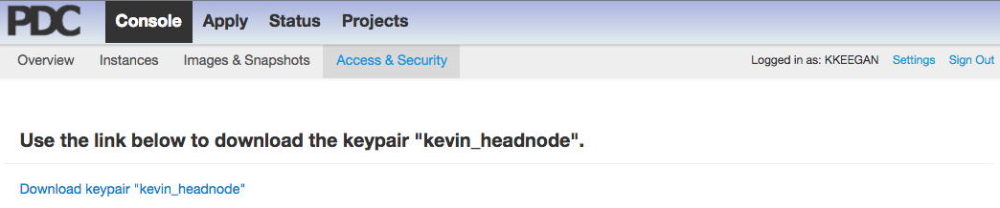 PDC Console Apply Status Projects
Overview Instances Images & Snapshots Access & Security Logged in as: KKEEGAN Settings Sign Out
Use the link below to download the keypair "kevin_headnode".
Download keypair "kevin_headnode"